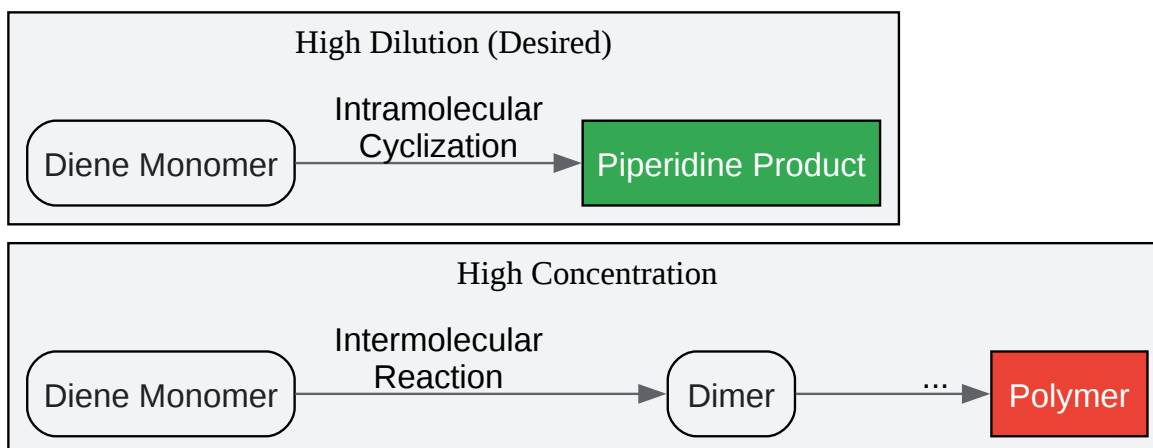 High Dilution (Desired)
Intramolecular
Cyclization
Diene Monomer
Piperidine Product
High Concentration
Intermolecular
Reaction
Diene Monomer
Dimer
...
Polymer